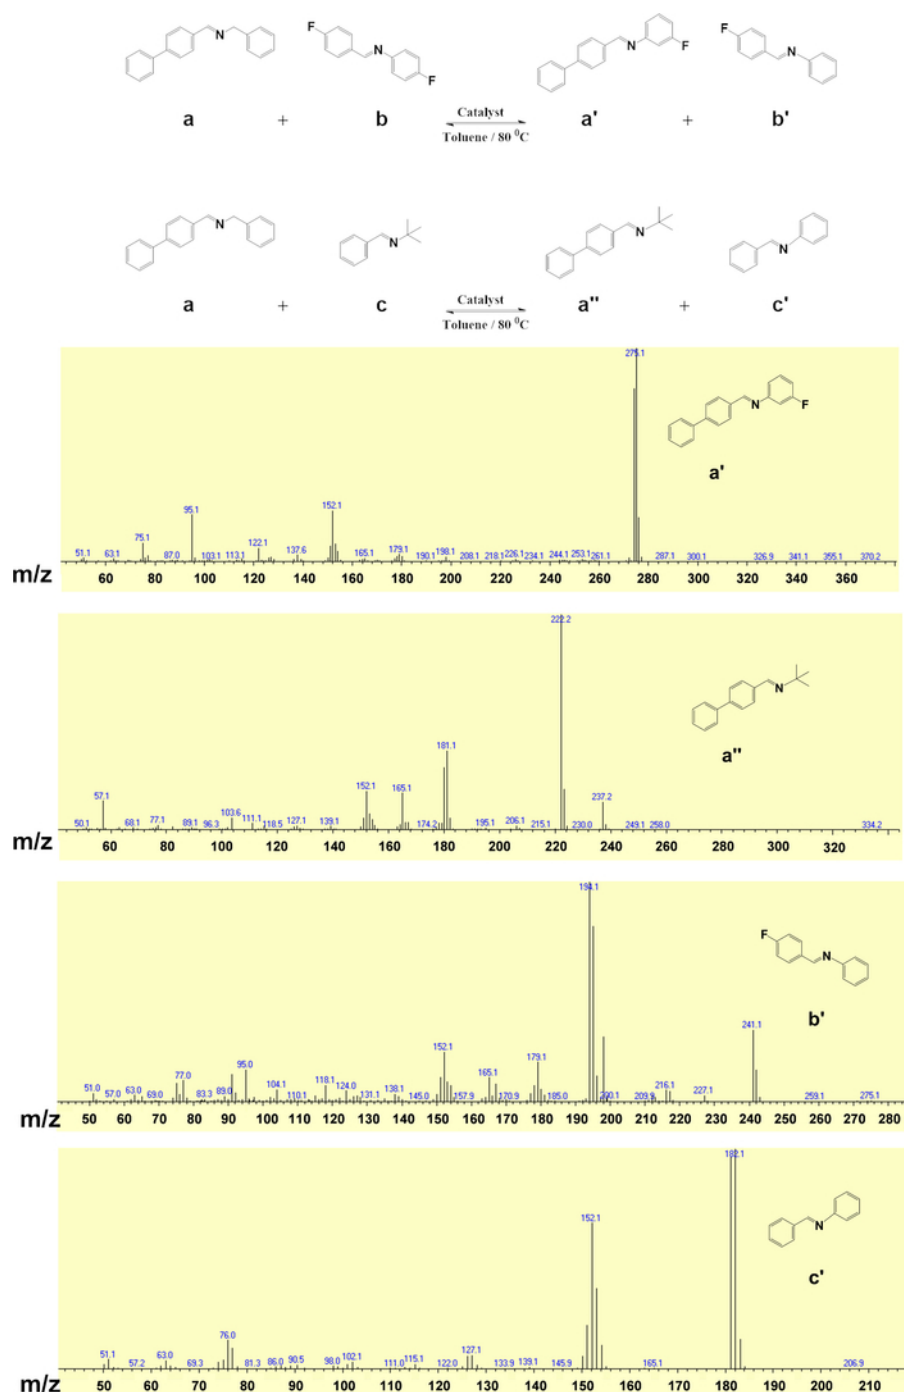 N N
F F
N N
F F
a + b Catalyst a' + b'
Toluene / 80 ⁰C
N N N N
a + c Catalyst a'' + c'
Toluene / 80 ⁰C
275.1
N
F
a'
152.1
95.1
75.1 122.1 137.6 179.1
51.1 63.1 87.0 103.1 113.1 165.1 190.1 198.1 208.1 218.1 226.1 234.1 244.1 253.1 261.1 287.1 300.1 326.9 341.1 355.1 370.2
m/z 60 80 100 120 140 160 180 200 220 240 260 280 300 320 340 360
222.2
N
a''
181.1
152.1 165.1
57.1 237.2
103.6 111.1
50.1 68.1 77.1 89.1 96.3 118.5 127.1 139.1 174.2 195.1 206.1 215.1 230.0 249.1 258.0 334.2
m/z 60 80 100 120 140 160 180 200 220 240 260 280 300 320
194.1
F
N
b'
241.1
152.1
179.1
165.1
95.0
77.0
51.0 57.0 63.0 69.0 83.3 89.0 104.1 110.1 118.1 124.0 131.1 138.1 145.0 157.9 170.9 185.0 200.1 216.1 227.1 259.1 275.1
m/z 50 60 70 80 90 100 110 120 130 140 150 160 170 180 190 200 210 220 230 240 250 260 270 280
182.1
N
c'
152.1
76.0
51.1 57.2 63.0 69.3 81.3 86.0 90.5 98.0 102.1 111.0 115.1 122.0 127.1 133.9 139.1 145.9 165.1 206.9
m/z 50 60 70 80 90 100 110 120 130 140 150 160 170 180 190 200 210